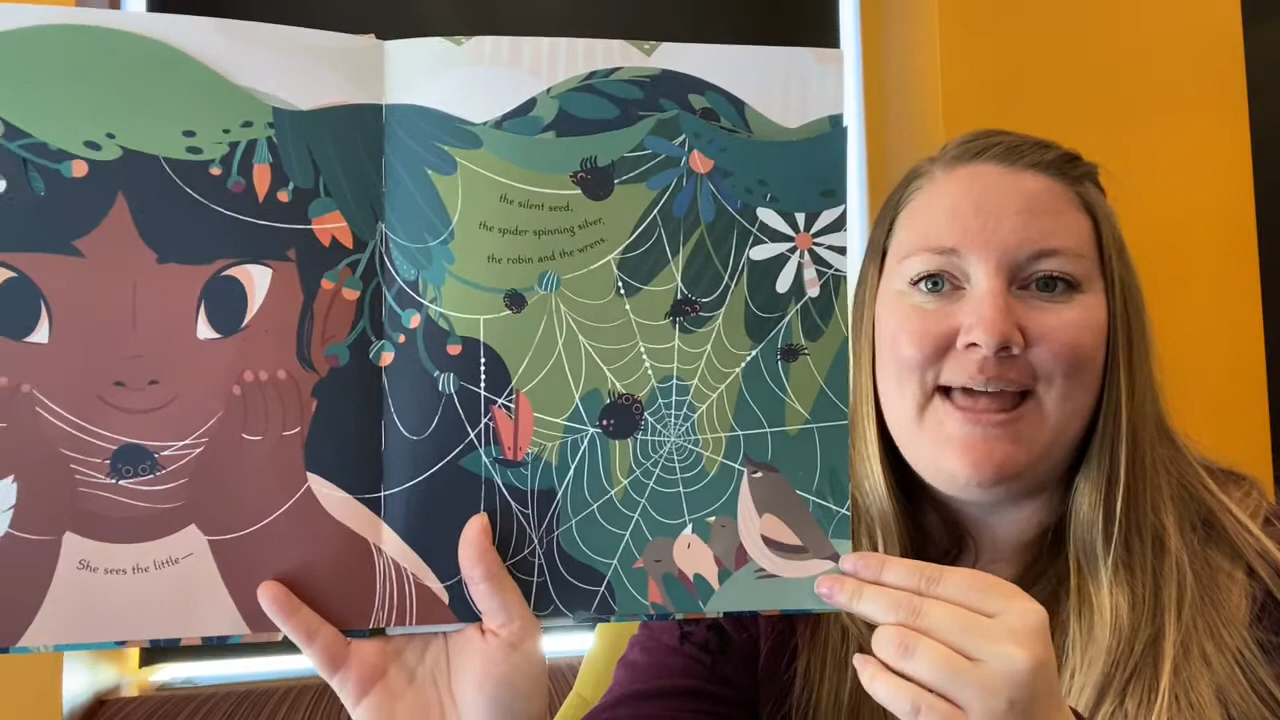 She sees the little—
the silent seed,
the spider spinning silver,
the robin and the wrens.